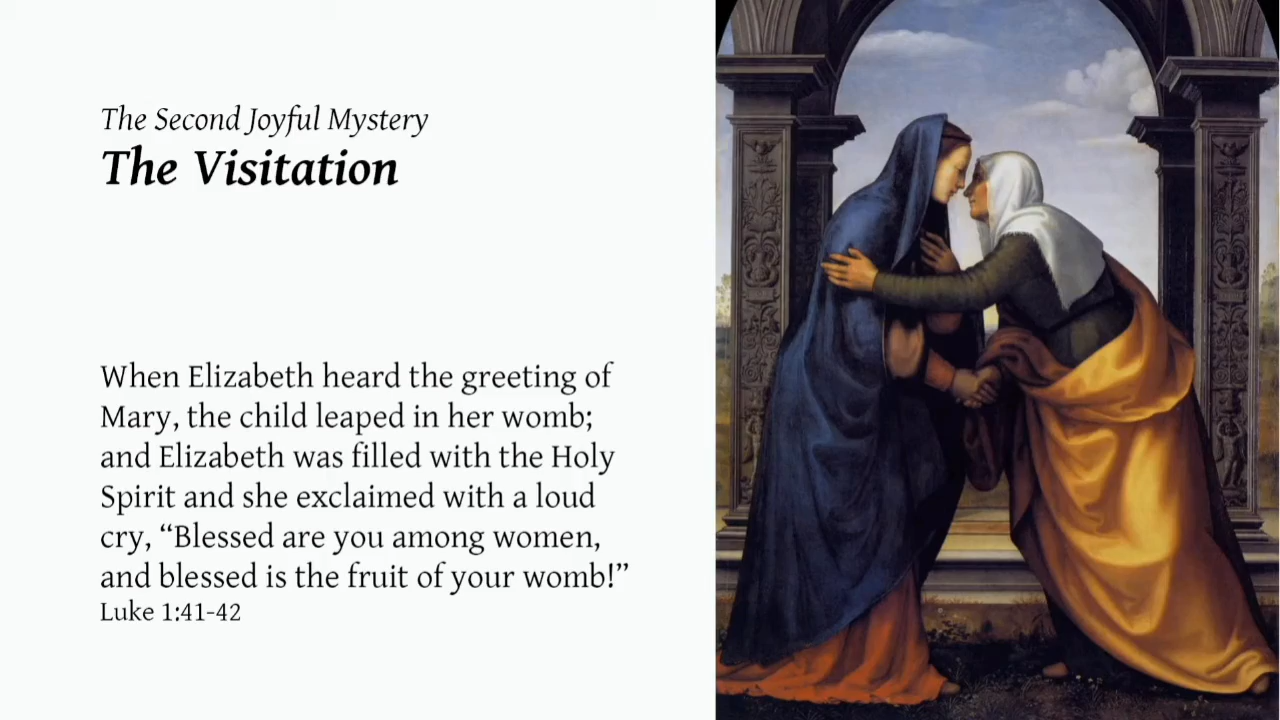 The Second Joyful Mystery
The Visitation
When Elizabeth heard the greeting of
Mary, the child leaped in her womb;
and Elizabeth was filled with the Holy
Spirit and she exclaimed with a loud
cry, “Blessed are you among women,
and blessed is the fruit of your womb!”
Luke 1:41-42